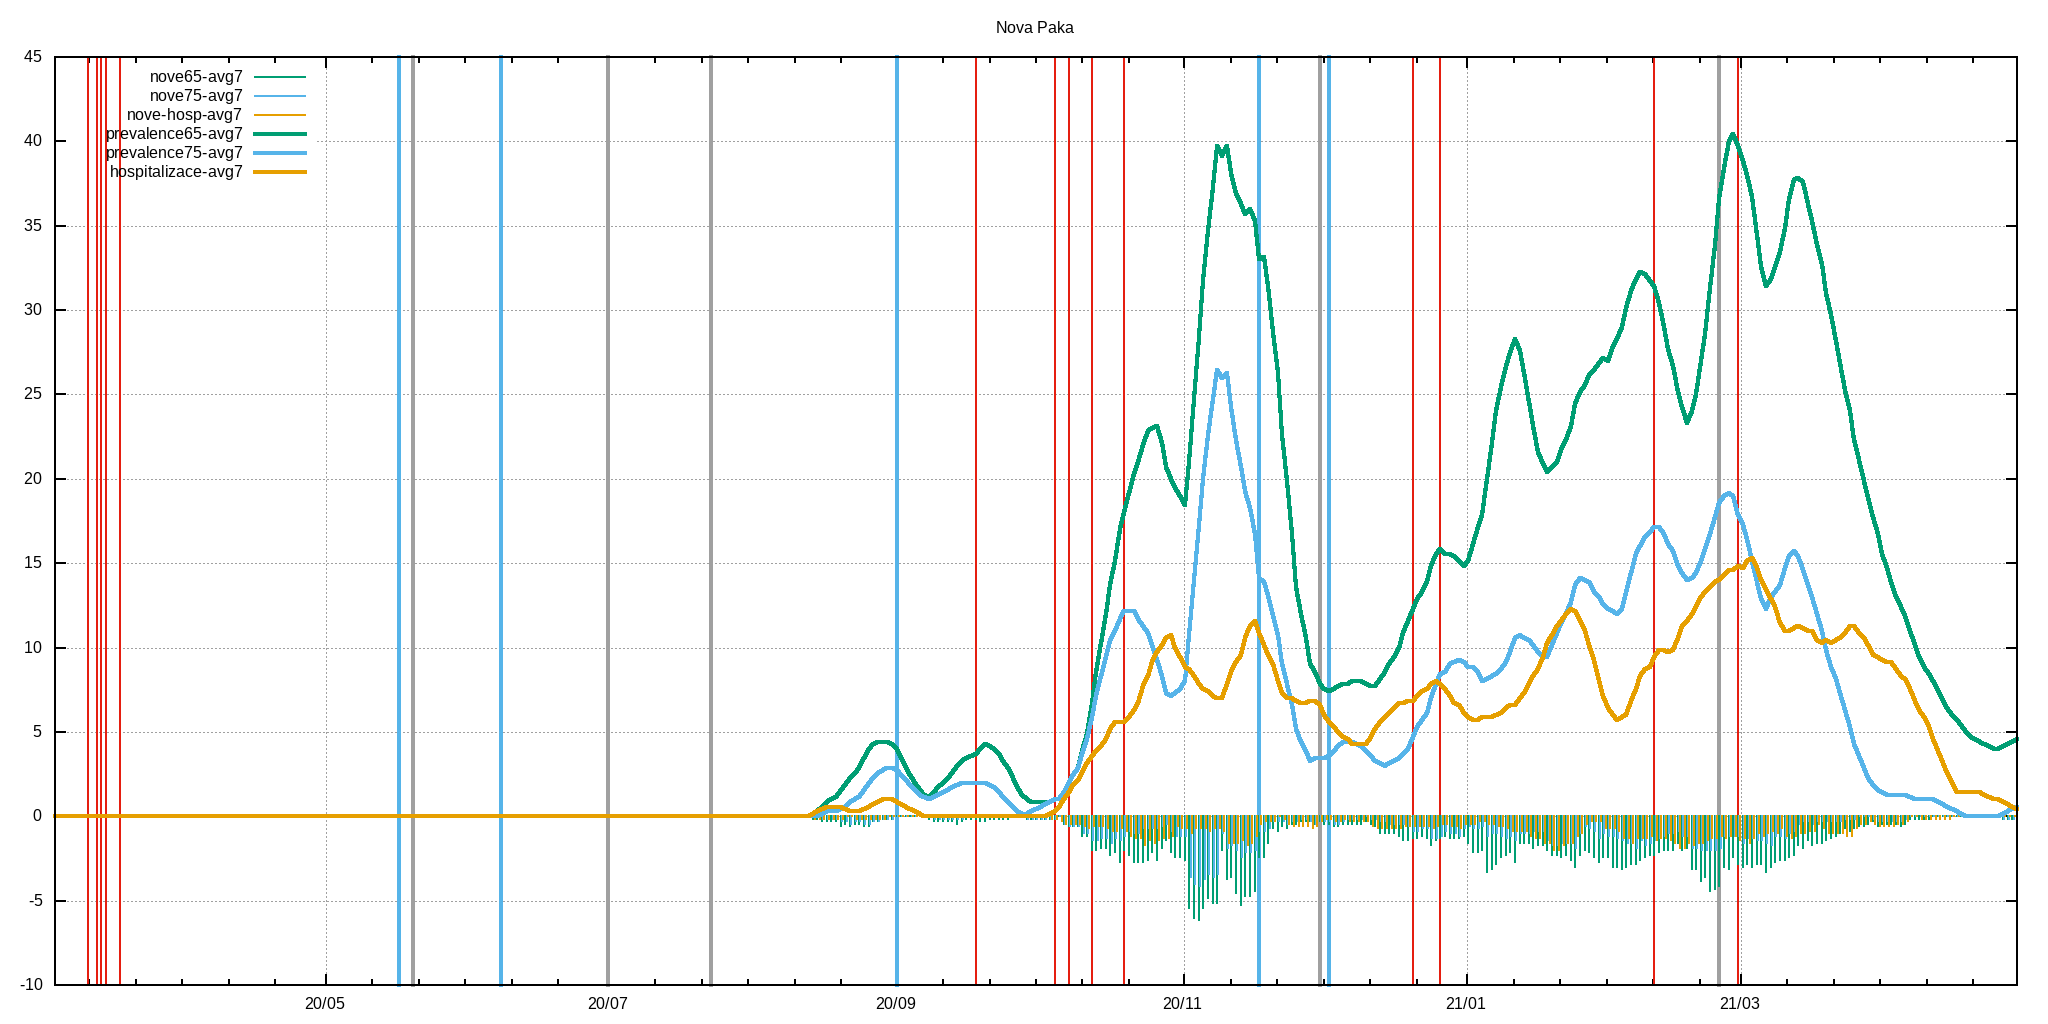 Nova Paka
45
40
35
30
25
20
15
10
5
0
-5
-10
nove65-avg7
nove75-avg7
nove-hosp-avg7
prevalence65-avg7
prevalence75-avg7
hospitalizace-avg7
20/05 20/07 20/09 20/11 21/01 21/03